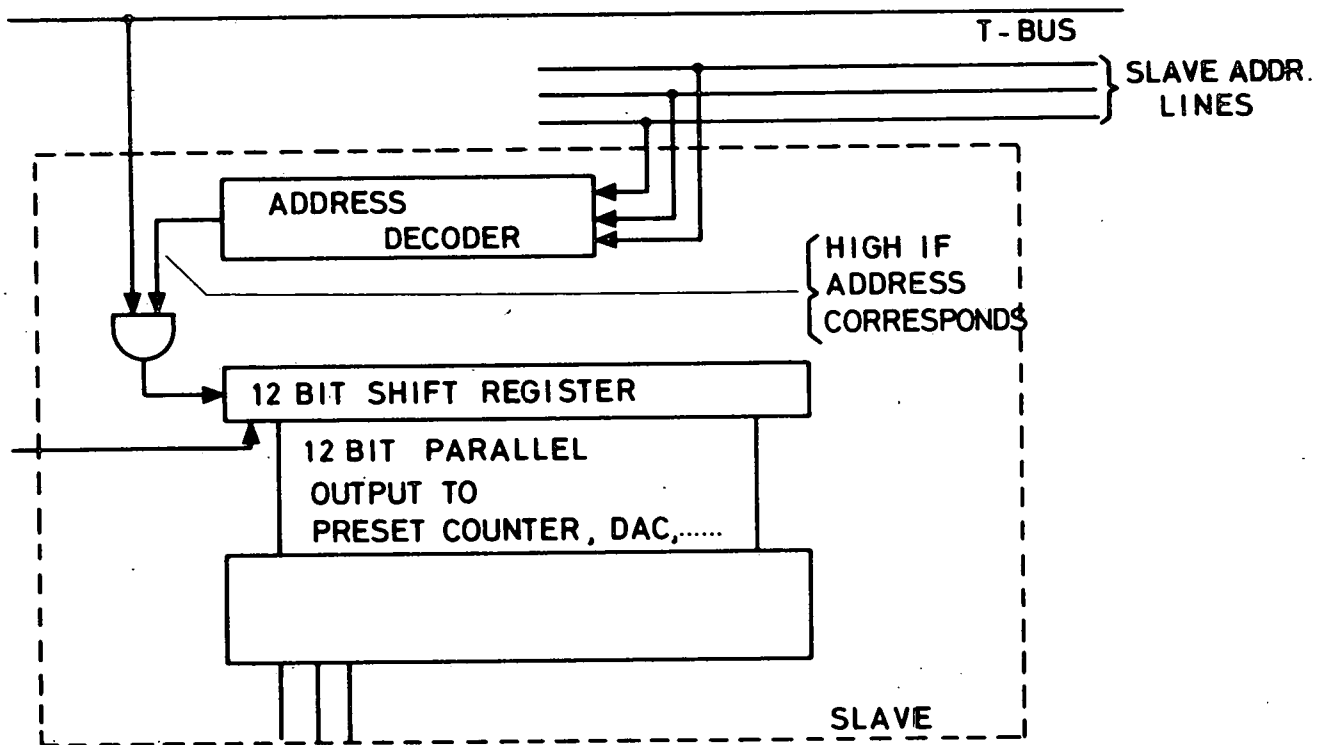 T-BUS
SLAVE ADDR.
LINES
ADDRESS
DECODER
HIGH IF
ADDRESS
CORRESPONDS
12 BIT SHIFT REGISTER
12 BIT PARALLEL
OUTPUT TO
PRESET COUNTER, DAC,......
SLAVE